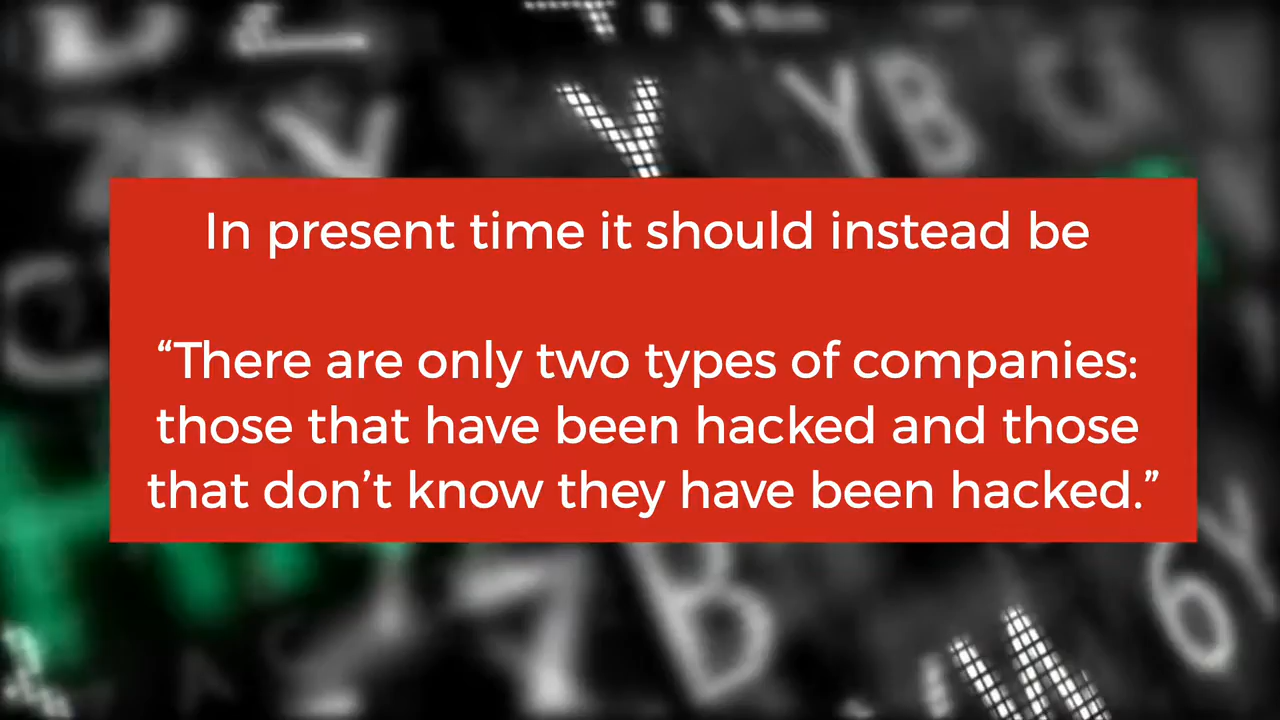 In present time it should instead be
“There are only two types of companies:
those that have been hacked and those
that don’t know they have been hacked.”